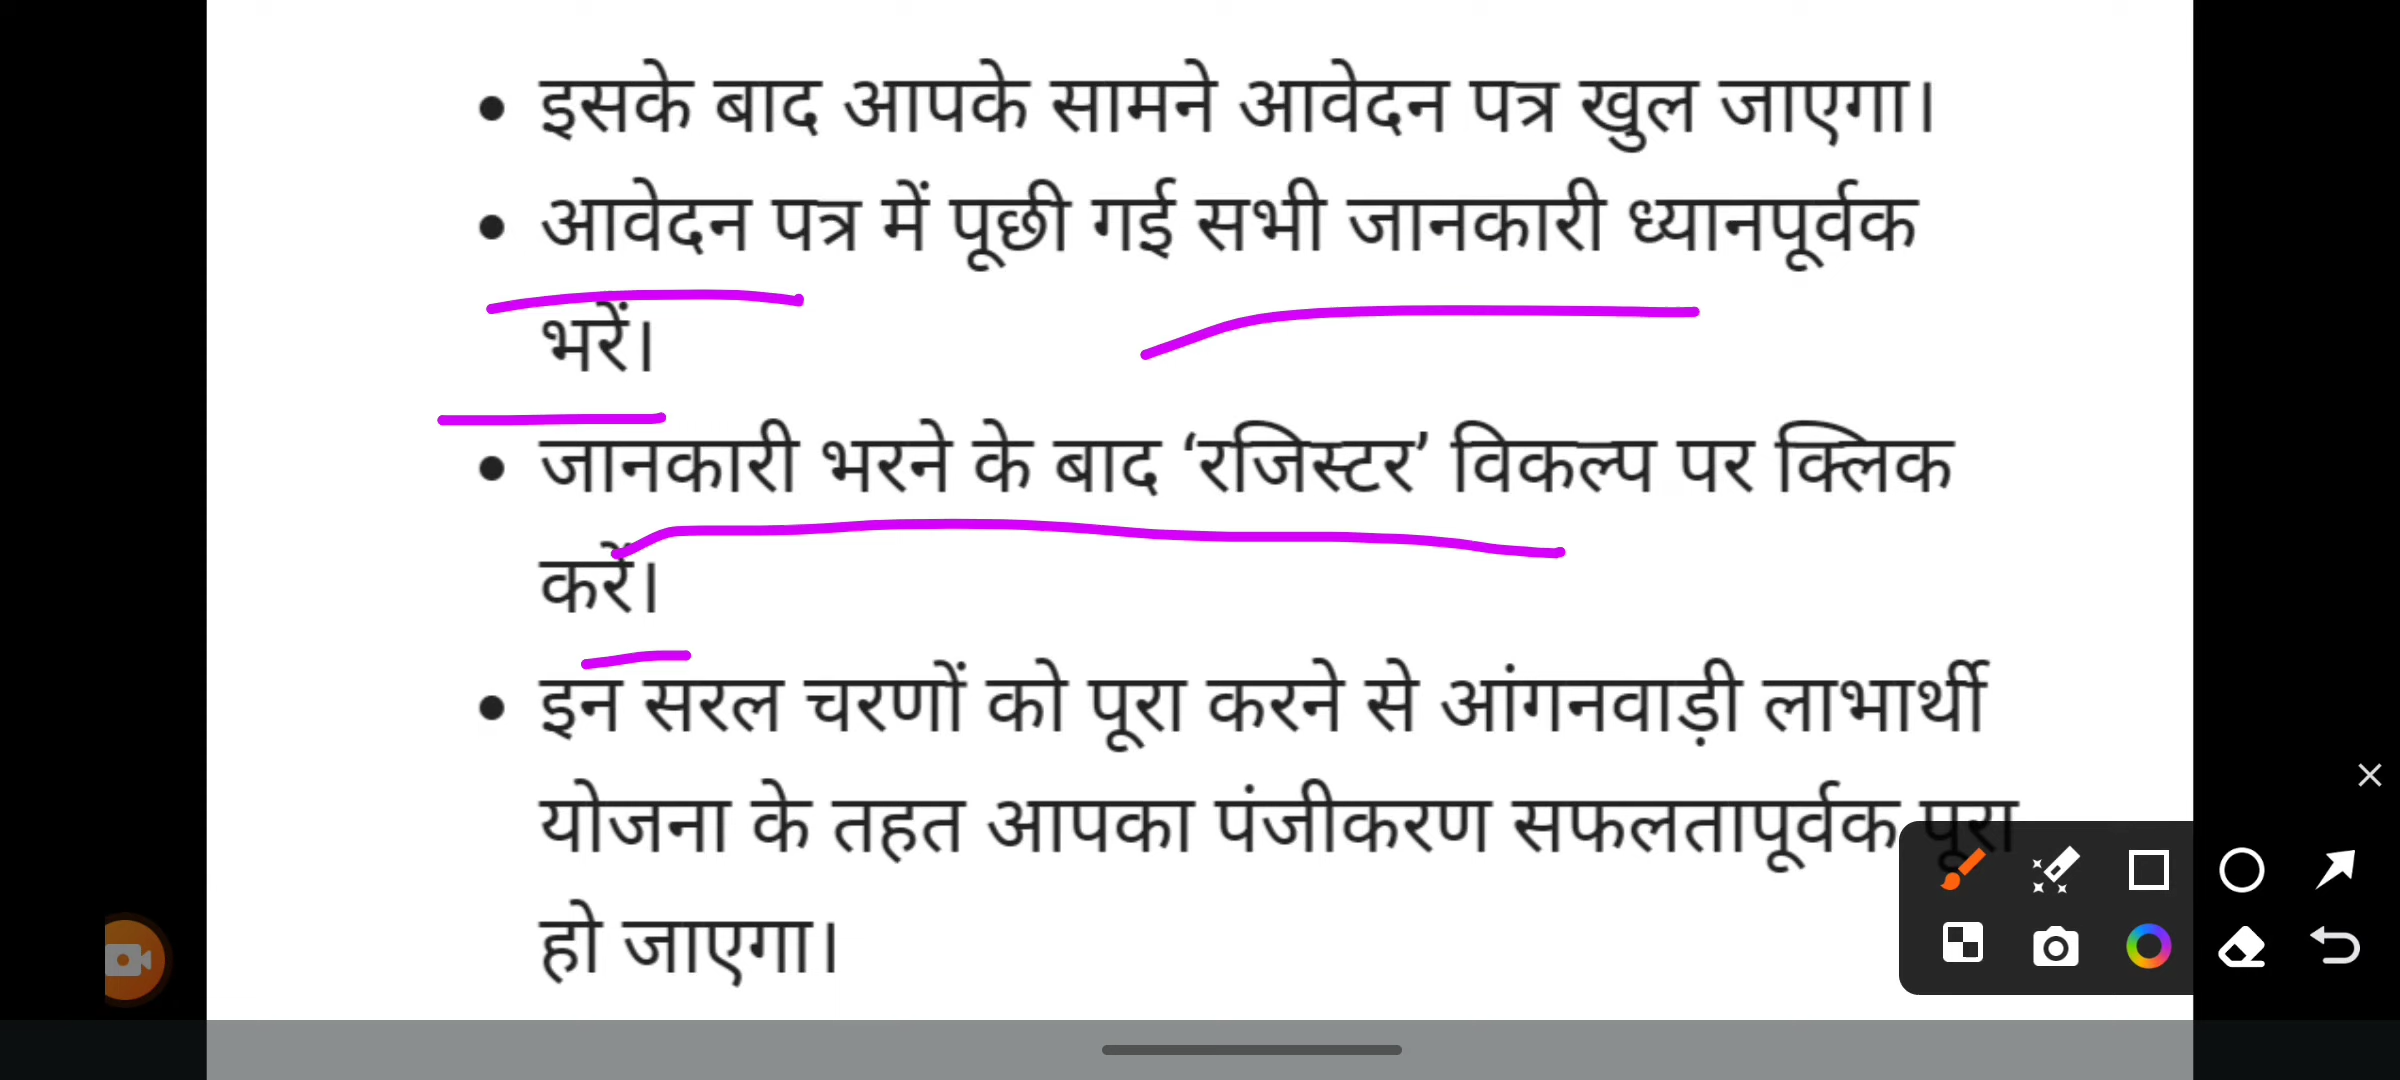 • इसके बाद आपके सामने आवेदन पत्र खुल जाएगा।
• आवेदन पत्र में पूछी गई सभी जानकारी ध्यानपूर्वक
भरें।
• जानकारी भरने के बाद ‘रजिस्टर’ विकल्प पर क्लिक
करें।
• इन सरल चरणों को पूरा करने से आंगनवाड़ी लाभार्थी
योजना के तहत आपका पंजीकरण सफलतापूर्वक पूरा
हो जाएगा।